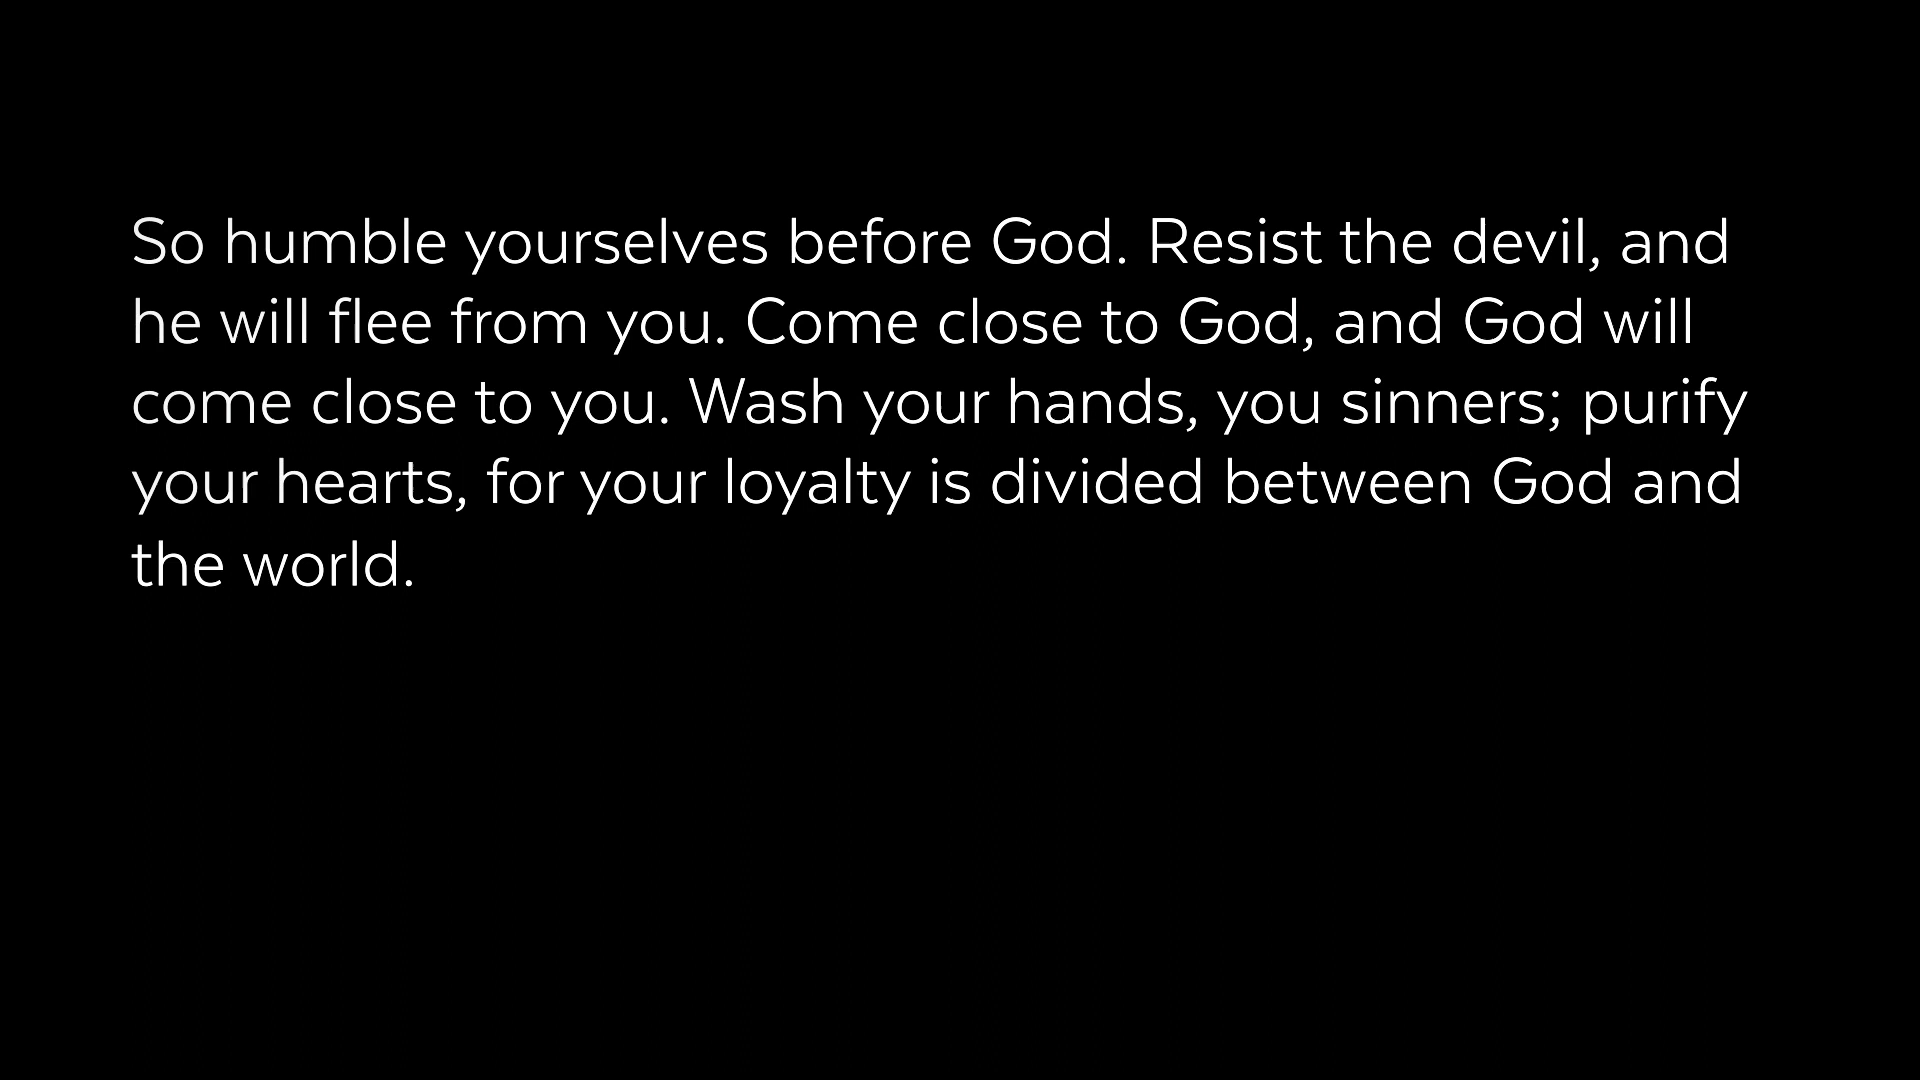 So humble yourselves before God. Resist the devil, and
he will flee from you. Come close to God, and God will
come close to you. Wash your hands, you sinners; purify
your hearts, for your loyalty is divided between God and
the world.